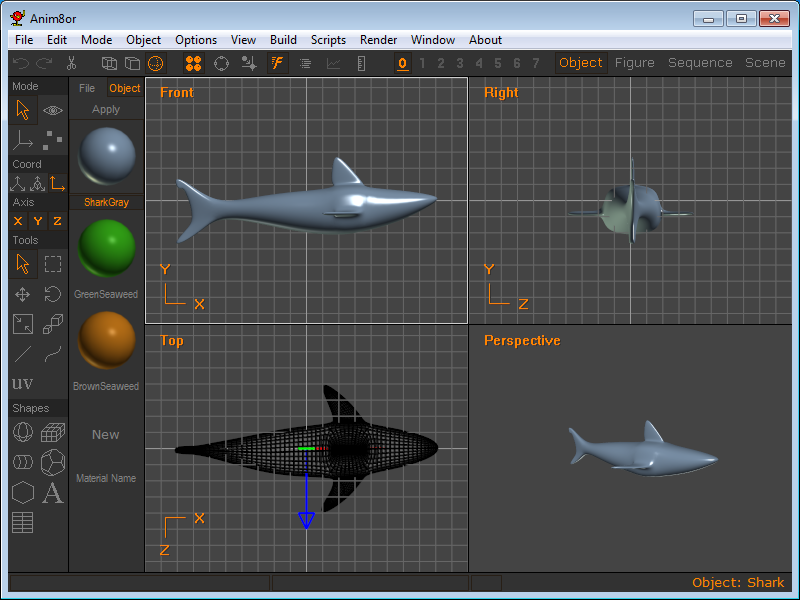 Anim8or
File Edit Mode Object Options View Build Scripts Render Window About
0 1 2 3 4 5 6 7 Object Figure Sequence Scene
Mode
File Object
Apply
Coord
Axis
X Y Z
Tools
uv
Shapes
A
SharkGray
GreenSeaweed
BrownSeaweed
New
Material Name
Front
Y
X
Right
Y
Z
Top
X
Z
Perspective
Object: Shark